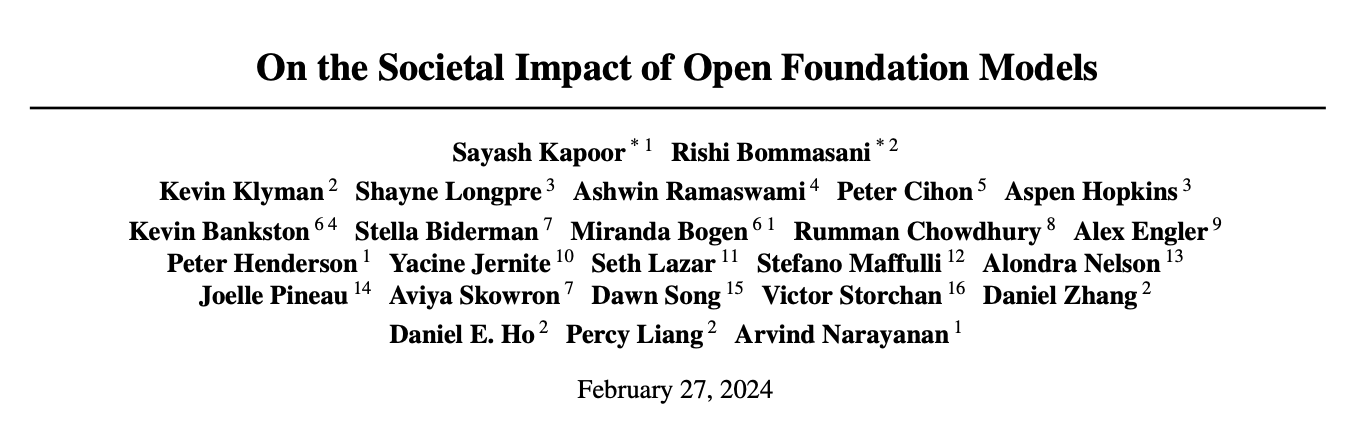 On the Societal Impact of Open Foundation Models
Sayash Kapoor * 1 Rishi Bommasani * 2
Kevin Klyman 2 Shayne Longpre 3 Ashwin Ramaswami 4 Peter Cihon 5 Aspen Hopkins 3
Kevin Bankston 6 4 Stella Biderman 7 Miranda Bogen 6 1 Rumman Chowdhury 8 Alex Engler 9
Peter Henderson 1 Yacine Jernite 10 Seth Lazar 11 Stefano Maffulli 12 Alondra Nelson 13
Joelle Pineau 14 Aviya Skowron 7 Dawn Song 15 Victor Storchan 16 Daniel Zhang 2
Daniel E. Ho 2 Percy Liang 2 Arvind Narayanan 1
February 27, 2024